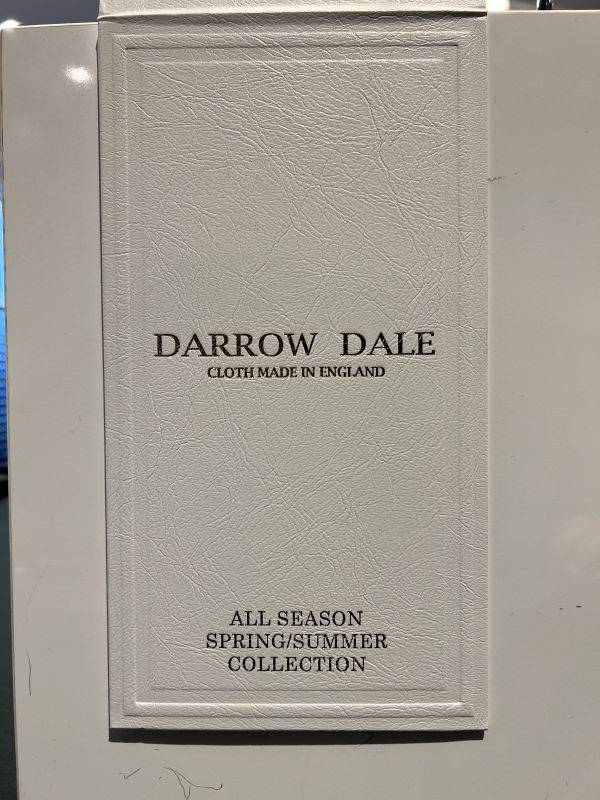 DARROW DALE
CLOTH MADE IN ENGLAND
ALL SEASON
SPRING/SUMMER
COLLECTION